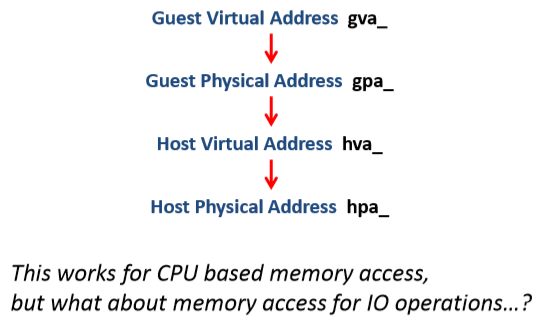 Guest Virtual Address gva_
Guest Physical Address gpa_
Host Virtual Address hva_
Host Physical Address hpa_
This works for CPU based memory access,
but what about memory access for IO operations...?